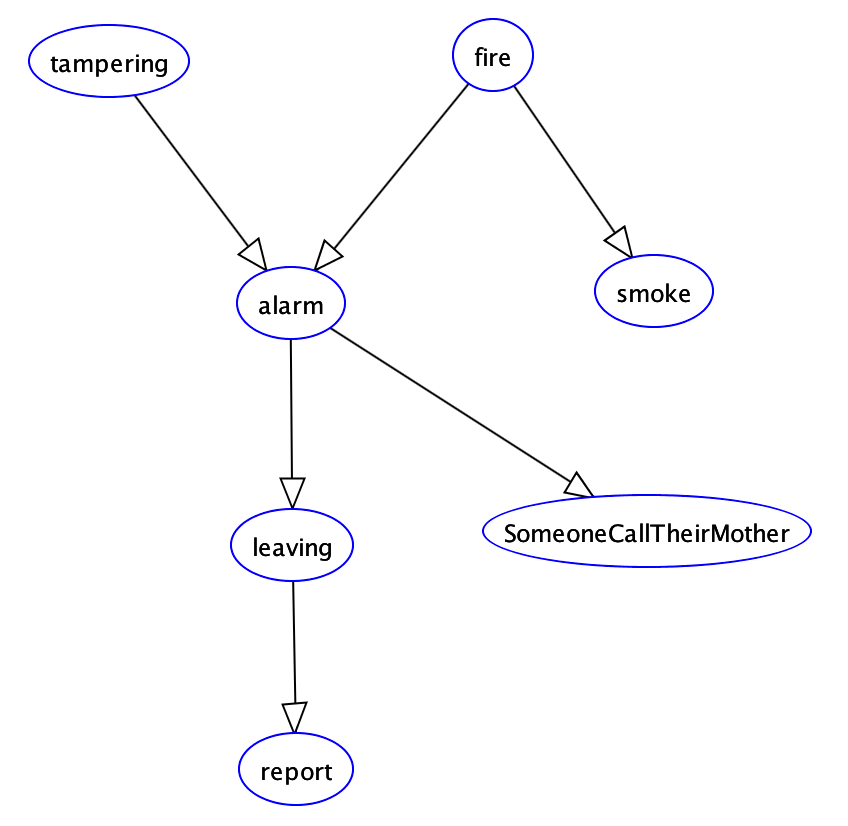 tampering
fire
alarm
smoke
leaving
SomeoneCallTheirMother
report